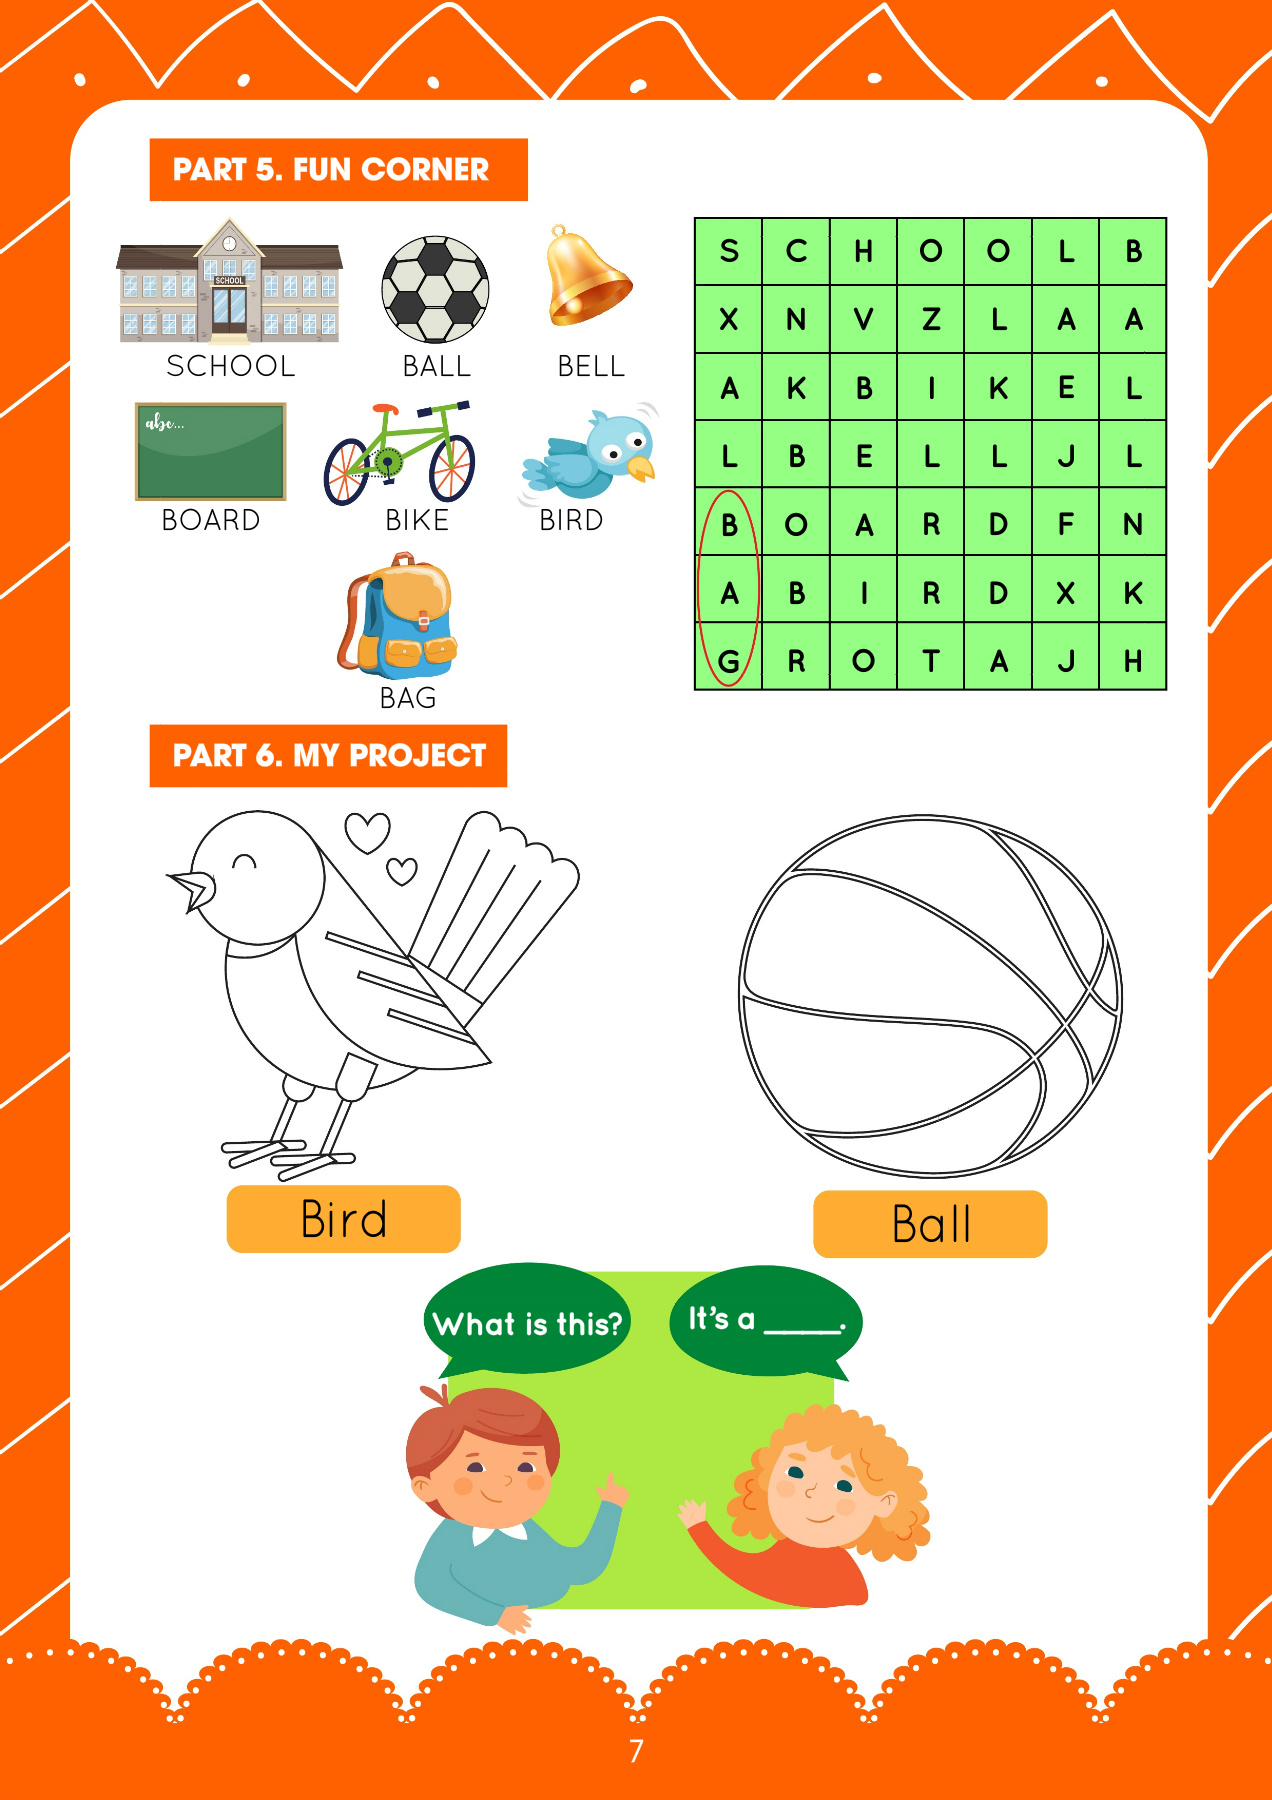 PART 5. FUN CORNER
SCHOOL
SCHOOL
BALL
BELL
abc...
BOARD
BIKE
BIRD
BAG
S C H O O L B
X N V Z L A A
A K B I K E L
L B E L L J L
B O A R D F N
A B I R D X K
G R O T A J H
PART 6. MY PROJECT
Bird
Ball
What is this?
It's a _____.
7